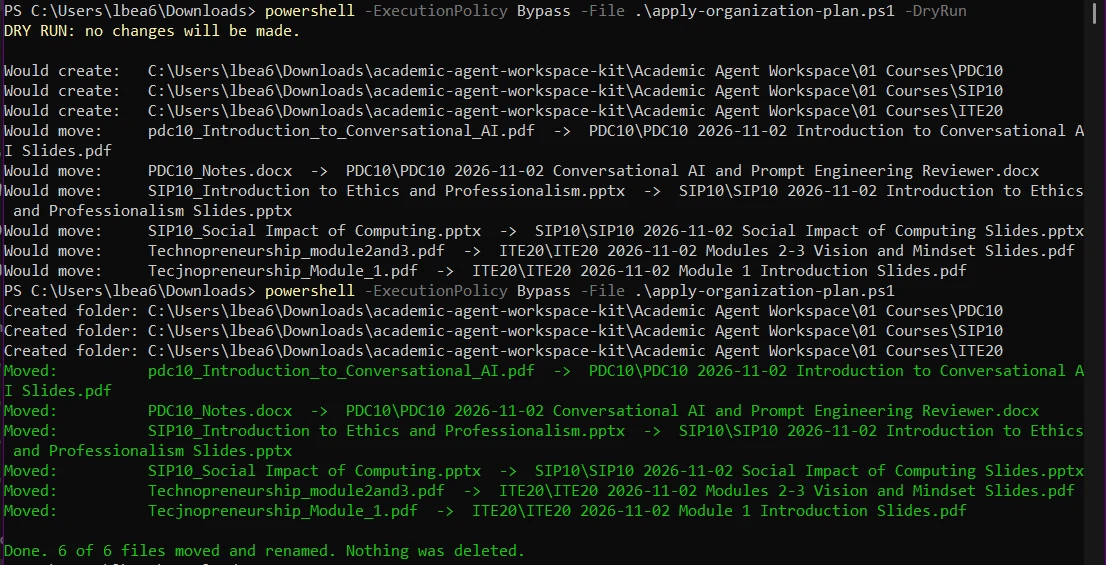 PS C:\Users\lbea6\Downloads> powershell -ExecutionPolicy Bypass -File .\apply-organization-plan.ps1 -DryRun
DRY RUN: no changes will be made.
Would create:   C:\Users\lbea6\Downloads\academic-agent-workspace-kit\Academic Agent Workspace\01 Courses\PDC10
Would create:   C:\Users\lbea6\Downloads\academic-agent-workspace-kit\Academic Agent Workspace\01 Courses\SIP10
Would create:   C:\Users\lbea6\Downloads\academic-agent-workspace-kit\Academic Agent Workspace\01 Courses\ITE20
Would move:     pdc10_Introduction_to_Conversational_AI.pdf  ->  PDC10\PDC10 2026-11-02 Introduction to Conversational A
I Slides.pdf
Would move:     PDC10_Notes.docx  ->  PDC10\PDC10 2026-11-02 Conversational AI and Prompt Engineering Reviewer.docx
Would move:     SIP10_Introduction to Ethics and Professionalism.pptx  ->  SIP10\SIP10 2026-11-02 Introduction to Ethics
 and Professionalism Slides.pptx
Would move:     SIP10_Social Impact of Computing.pptx  ->  SIP10\SIP10 2026-11-02 Social Impact of Computing Slides.pptx
Would move:     Technopreneurship_module2and3.pdf  ->  ITE20\ITE20 2026-11-02 Modules 2-3 Vision and Mindset Slides.pdf
Would move:     Tecjnopreneurship_Module_1.pdf  ->  ITE20\ITE20 2026-11-02 Module 1 Introduction Slides.pdf
PS C:\Users\lbea6\Downloads> powershell -ExecutionPolicy Bypass -File .\apply-organization-plan.ps1
Created folder: C:\Users\lbea6\Downloads\academic-agent-workspace-kit\Academic Agent Workspace\01 Courses\PDC10
Created folder: C:\Users\lbea6\Downloads\academic-agent-workspace-kit\Academic Agent Workspace\01 Courses\SIP10
Created folder: C:\Users\lbea6\Downloads\academic-agent-workspace-kit\Academic Agent Workspace\01 Courses\ITE20
Moved:          pdc10_Introduction_to_Conversational_AI.pdf  ->  PDC10\PDC10 2026-11-02 Introduction to Conversational A
I Slides.pdf
Moved:          PDC10_Notes.docx  ->  PDC10\PDC10 2026-11-02 Conversational AI and Prompt Engineering Reviewer.docx
Moved:          SIP10_Introduction to Ethics and Professionalism.pptx  ->  SIP10\SIP10 2026-11-02 Introduction to Ethics
 and Professionalism Slides.pptx
Moved:          SIP10_Social Impact of Computing.pptx  ->  SIP10\SIP10 2026-11-02 Social Impact of Computing Slides.pptx
Moved:          Technopreneurship_module2and3.pdf  ->  ITE20\ITE20 2026-11-02 Modules 2-3 Vision and Mindset Slides.pdf
Moved:          Tecjnopreneurship_Module_1.pdf  ->  ITE20\ITE20 2026-11-02 Module 1 Introduction Slides.pdf
Done. 6 of 6 files moved and renamed. Nothing was deleted.